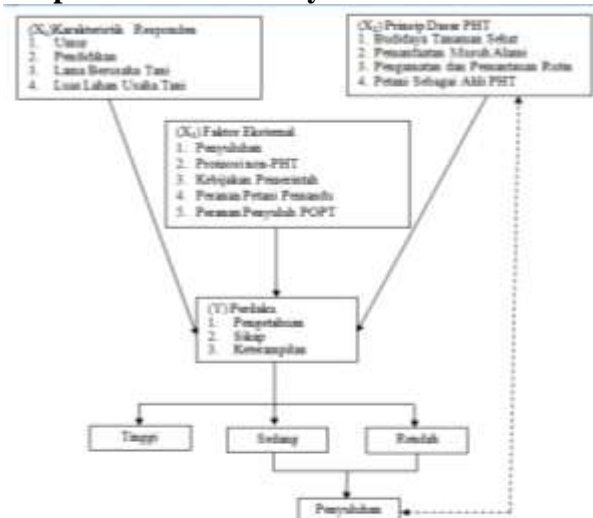 (X₁)Karakteristik Responden
1. Umur
2. Pendidikan
3. Lama Berusaha Tani
4. Luas Lahan Usaha Tani
(X₂) Prinsip Dasar PHT
1. Budidaya Tanaman Sehat
2. Pemanfaatan Musuh Alami
3. Pengamatan dan Pemantauan Rutin
4. Petani Sebagai Ahli PHT
Faktor Eksternal
1. Penyuluhan
2. Promosi non-PHT
3. Kebijakan Pemerintah
4. Peranan Petani Pemandu
5. Peranan Penyuluh POPT
(Y) Perilaku
1. Pengetahuan
2. Sikap
3. Keterampilan
Tinggi
Sedang
Rendah
Penyuluhan